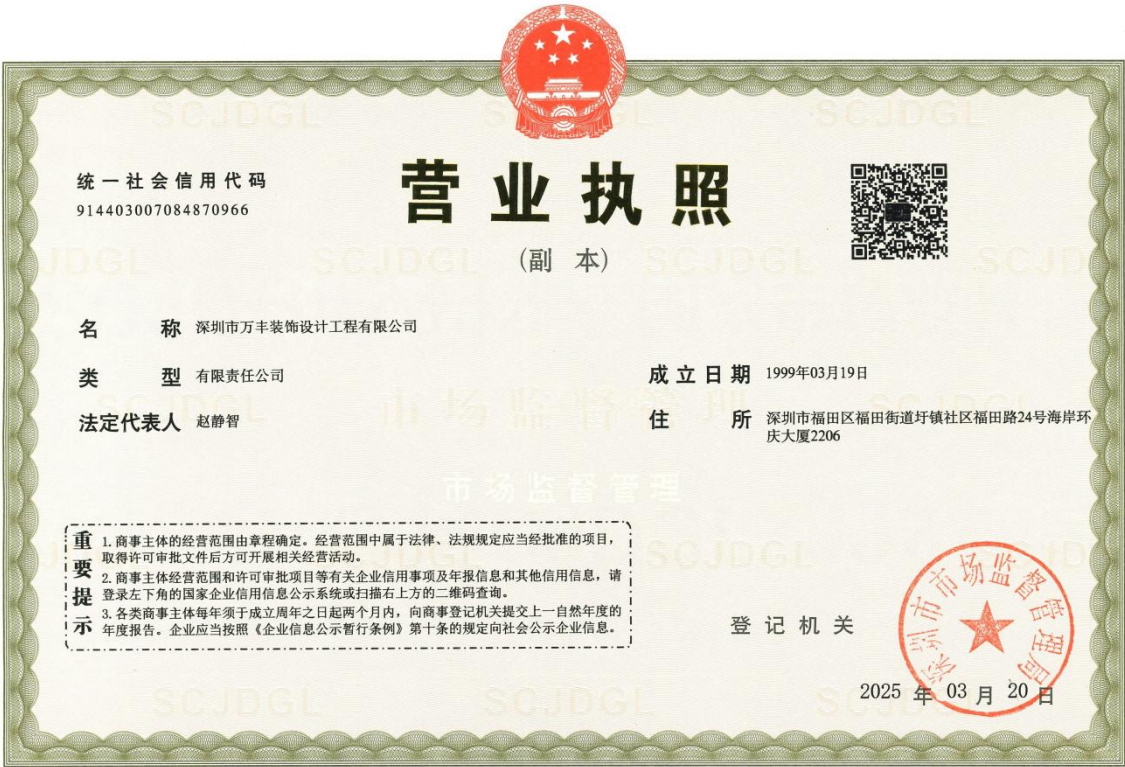 统一社会信用代码
914403007084870966
营业执照
(副 本)
名 称 深圳市万丰装饰设计工程有限公司
类 型 有限责任公司
法定代表人 赵静智
成立日期 1999年03月19日
住 所 深圳市福田区福田街道圩镇社区福田路24号海岸环
庆大厦2206
市场监督管理
市场监督管理
重要提示
1. 商事主体的经营范围由章程确定。经营范围中属于法律、法规规定应当经批准的项目，
取得许可审批文件后方可开展相关经营活动。
2. 商事主体经营范围和许可审批项目等有关企业信用事项及年报信息和其他信用信息，请
登录左下角的国家企业信用信息公示系统或扫描右上方的二维码查询。
3. 各类商事主体每年须于成立周年之日起两个月内，向商事登记机关提交上一自然年度的
年度报告。企业应当按照《企业信息公示暂行条例》第十条的规定向社会公示企业信息。
登记机关
深圳市市场监督管理局
2025 年 03 月 20 日
SCJDGL